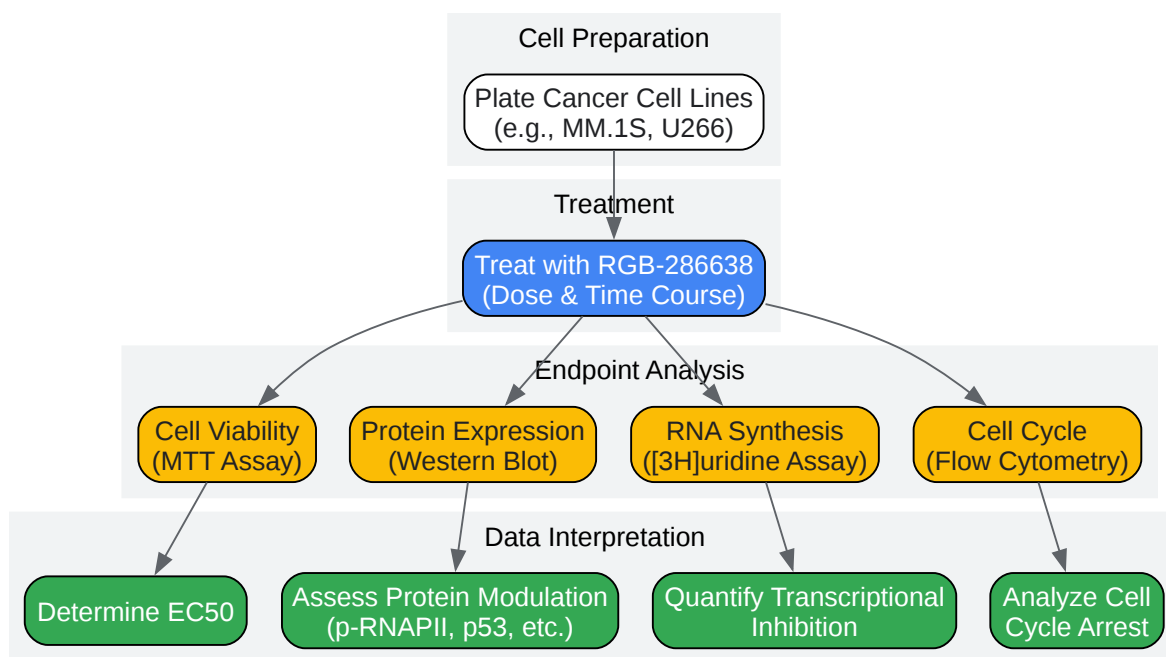 Cell Preparation
Plate Cancer Cell Lines
(e.g., MM.1S, U266)
Treatment
Treat with RGB-286638
(Dose & Time Course)
Endpoint Analysis
Cell Viability
(MTT Assay)
Protein Expression
(Western Blot)
RNA Synthesis
([3H]uridine Assay)
Cell Cycle
(Flow Cytometry)
Data Interpretation
Determine EC50
Assess Protein Modulation
(p-RNAPII, p53, etc.)
Quantify Transcriptional
Inhibition
Analyze Cell
Cycle Arrest